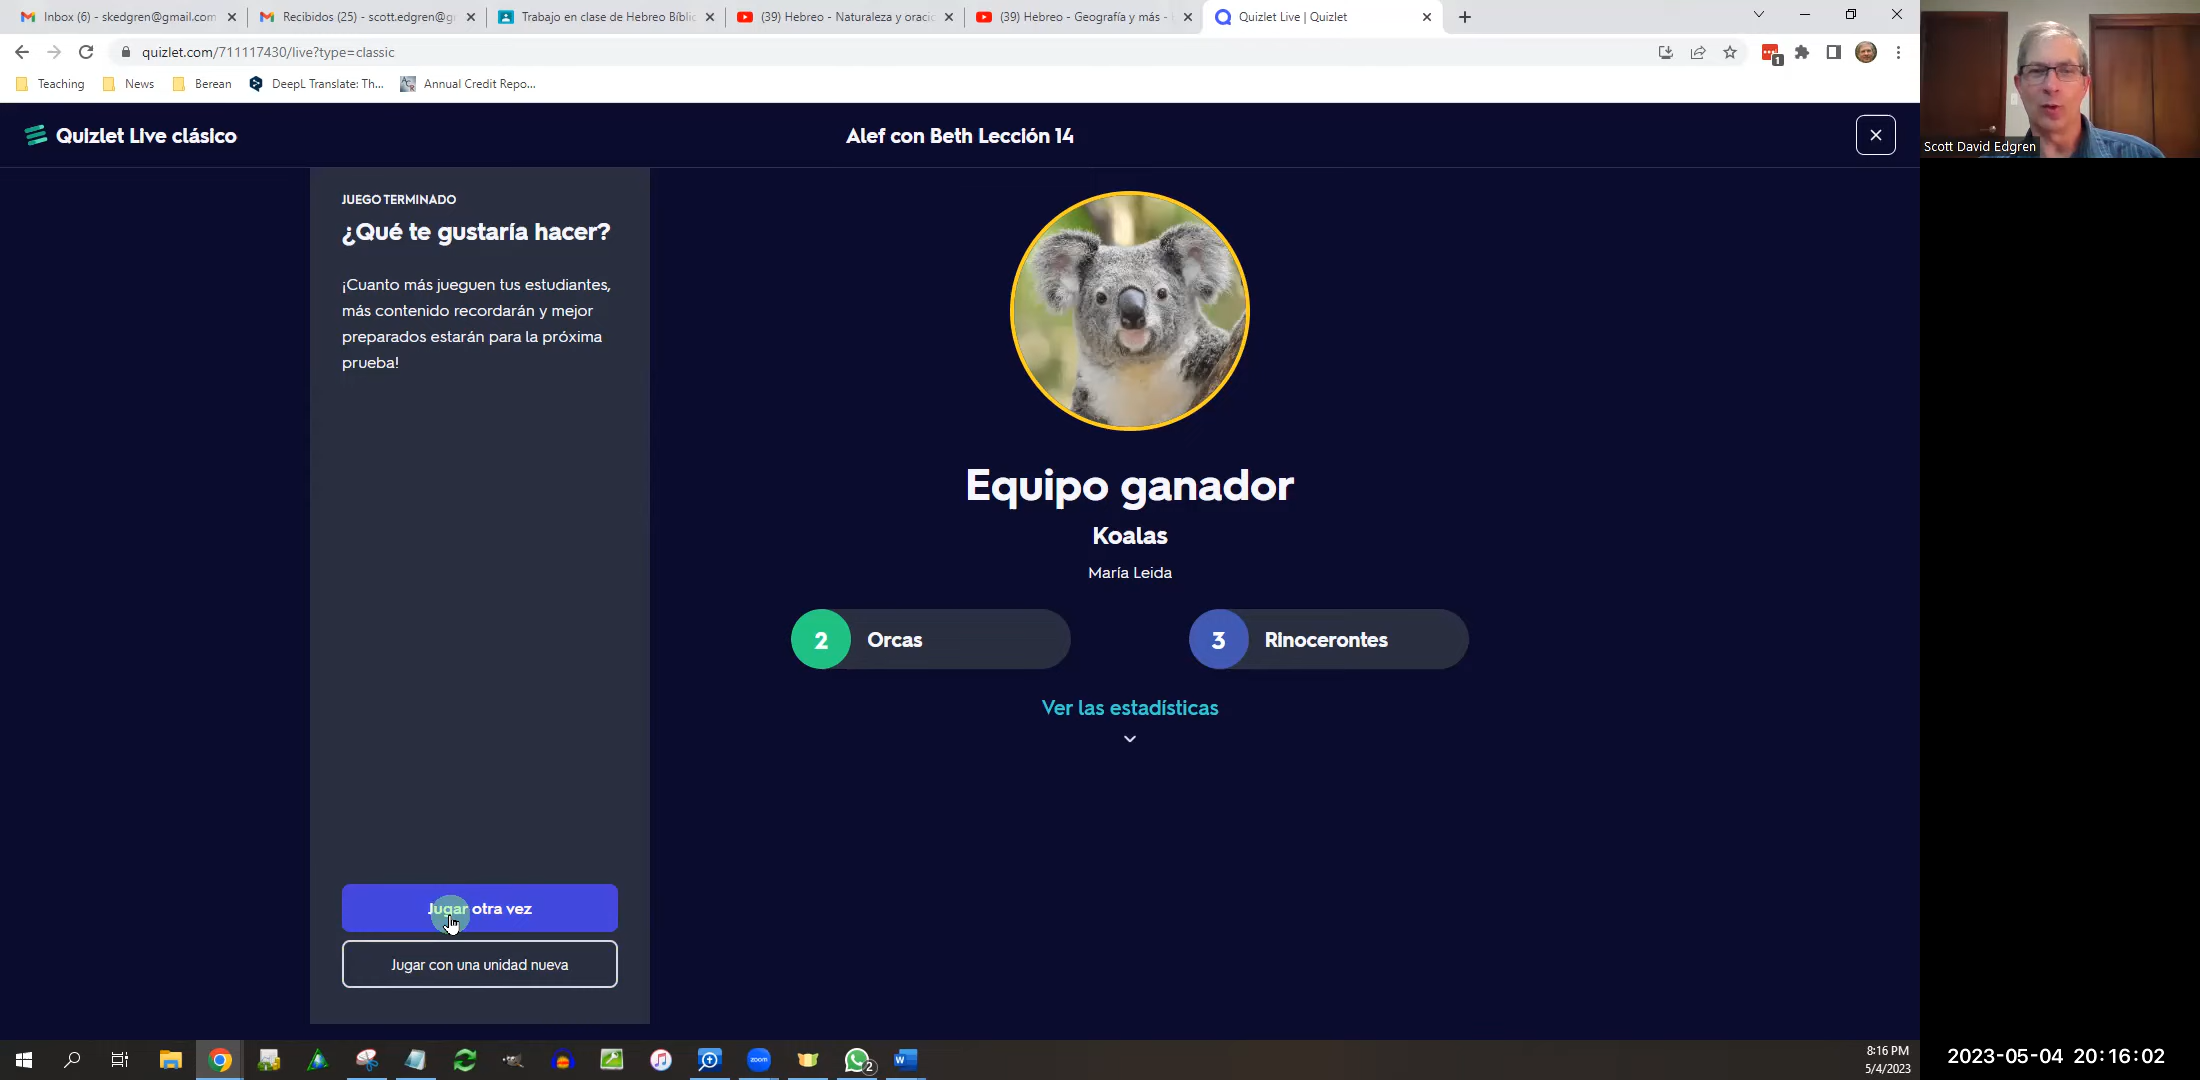 Inbox (6) - skedgren@gmail.com
Recibidos (25) - scott.edgren@g
Trabajo en clase de Hebreo Bíblic
(39) Hebreo - Naturaleza y oracio
(39) Hebreo - Geografía y más -
Quizlet Live | Quizlet
quizlet.com/711117430/live?type=classic
1
Teaching
News
Berean
DeepL Translate: Th...
Annual Credit Repo...
Scott David Edgren
Quizlet Live clásico
Alef con Beth Lección 14
JUEGO TERMINADO
¿Qué te gustaría hacer?
¡Cuanto más jueguen tus estudiantes,
más contenido recordarán y mejor
preparados estarán para la próxima
prueba!
Equipo ganador
Koalas
María Leida
2 Orcas
3 Rinocerontes
Ver las estadísticas
Jugar otra vez
Jugar con una unidad nueva
zoom
2
W
8:16 PM
5/4/2023
2023-05-04 20:16:02